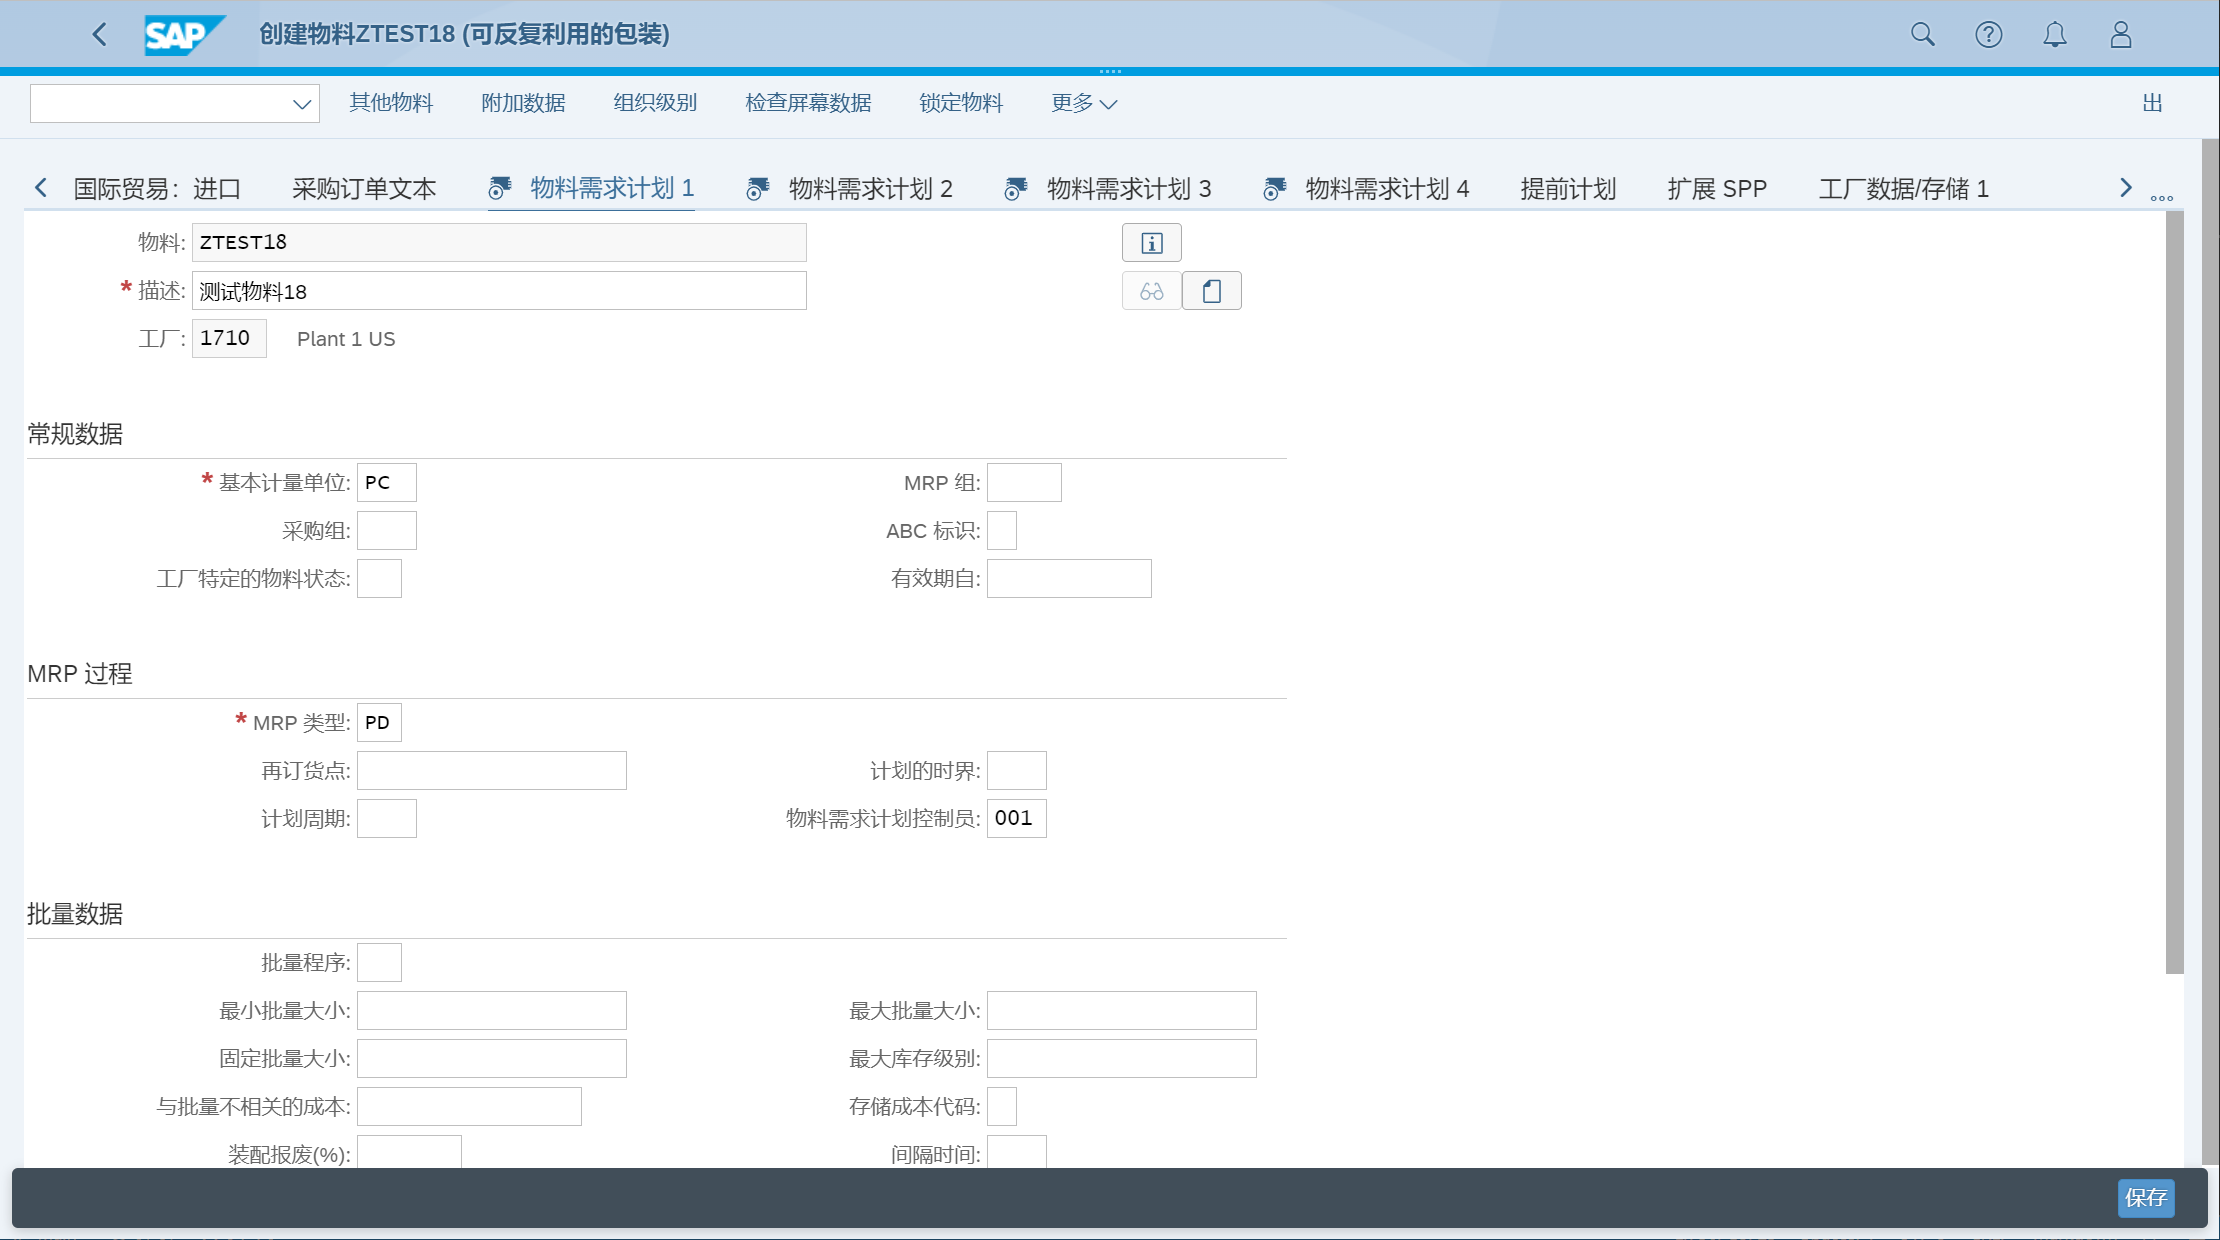 SAP 创建物料ZTEST18 (可反复利用的包装)
其他物料 附加数据 组织级别 检查屏幕数据 锁定物料 更多 出
国际贸易：进口 采购订单文本 物料需求计划 1 物料需求计划 2 物料需求计划 3 物料需求计划 4 提前计划 扩展 SPP 工厂数据/存储 1
物料: ZTEST18
* 描述: 测试物料18
工厂: 1710 Plant 1 US
常规数据
* 基本计量单位: PC MRP 组:
采购组: ABC 标识:
工厂特定的物料状态: 有效期自:
MRP 过程
* MRP 类型: PD
再订货点: 计划的时界:
计划周期: 物料需求计划控制员: 001
批量数据
批量程序:
最小批量大小: 最大批量大小:
固定批量大小: 最大库存级别:
与批量不相关的成本: 存储成本代码:
装配报废(%): 间隔时间:
保存